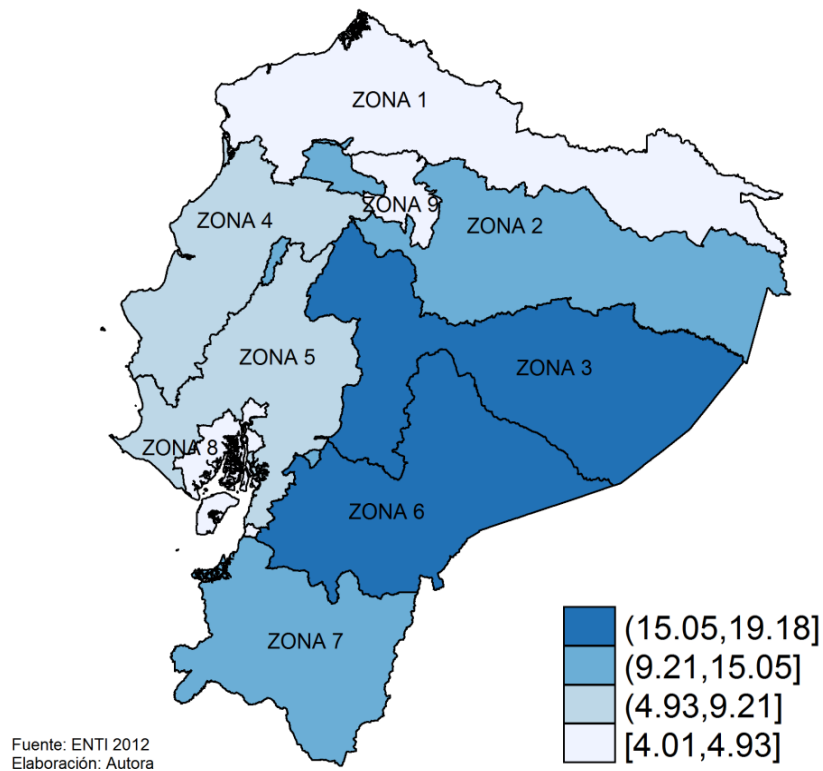 ZONA 1
ZONA 9
ZONA 4
ZONA 2
ZONA 5
ZONA 3
ZONA 8
ZONA 6
ZONA 7
(15.05,19.18]
(9.21,15.05]
(4.93,9.21]
[4.01,4.93]
Fuente: ENTI 2012
Elaboración: Autora